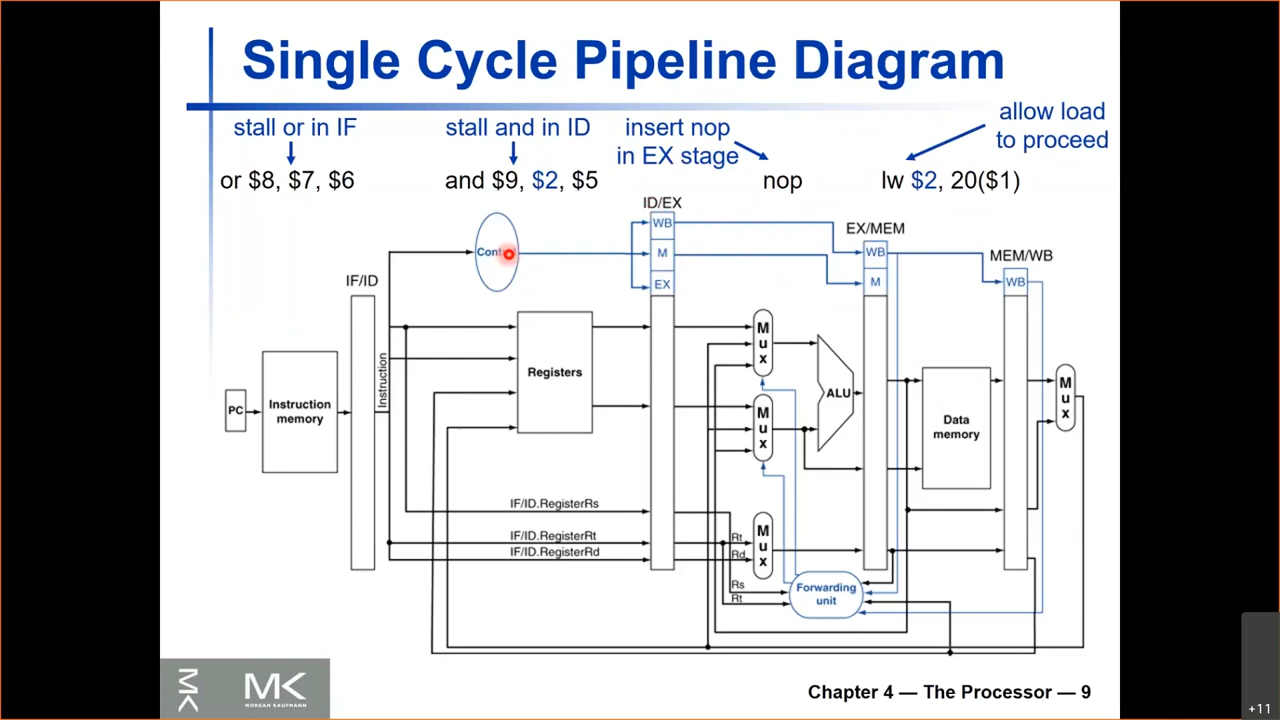 Single Cycle Pipeline Diagram
stall or in IF
stall and in ID
insert nop
in EX stage
allow load
to proceed
or $8, $7, $6
and $9, $2, $5
nop
lw $2, 20($1)
ID/EX
WB
M
EX
EX/MEM
WB
M
MEM/WB
WB
IF/ID
PC
Instruction
memory
Instruction
Registers
Mux
Mux
Mux
ALU
Data
memory
Mux
IF/ID.RegisterRs
IF/ID.RegisterRt
IF/ID.RegisterRd
Rt
Rd
Rs
Rt
Forwarding
unit
MK
MK
MORGAN KAUFMANN
Chapter 4 — The Processor — 9
+11